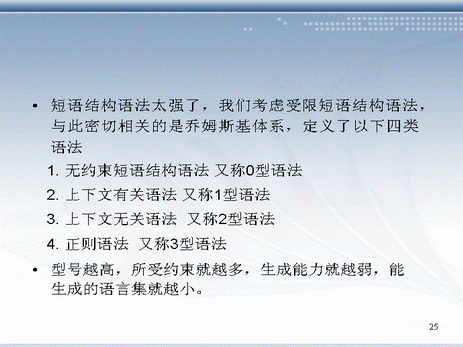 • 短语结构语法太强了，我们考虑受限短语结构语法，
与此密切相关的是乔姆斯基体系，定义了以下四类
语法
1. 无约束短语结构语法 又称0型语法
2. 上下文有关语法 又称1型语法
3. 上下文无关语法 又称2型语法
4. 正则语法 又称3型语法
• 型号越高，所受约束就越多，生成能力就越弱，能
生成的语言集就越小。
25